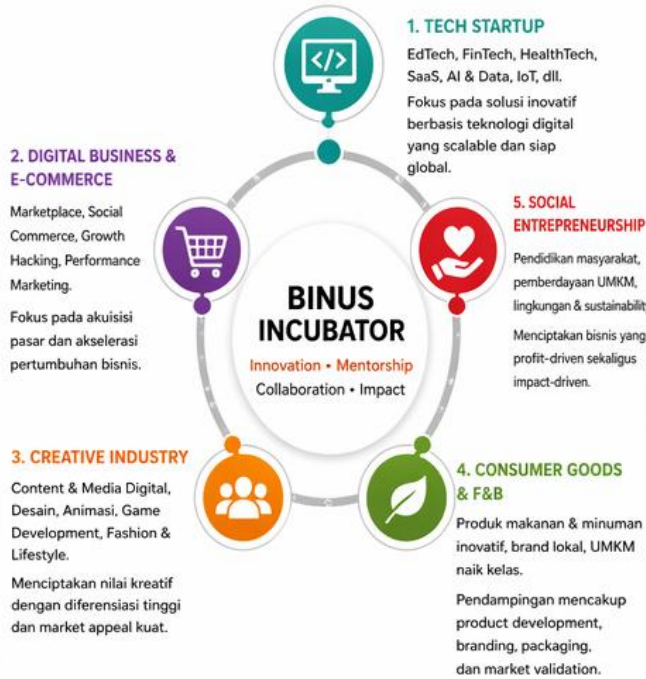 1. TECH STARTUP
EdTech, FinTech, HealthTech,
SaaS, AI & Data, IoT, dll.
Fokus pada solusi inovatif
berbasis teknologi digital
yang scalable dan siap
global.
2. DIGITAL BUSINESS &
E-COMMERCE
Marketplace, Social
Commerce, Growth
Hacking, Performance
Marketing.
Fokus pada akuisisi
pasar dan akselerasi
pertumbuhan bisnis.
5. SOCIAL
ENTREPRENEURSHIP
Pendidikan masyarakat,
pemberdayaan UMKM,
lingkungan & sustainability
Menciptakan bisnis yang
profit-driven sekaligus
impact-driven.
BINUS
INCUBATOR
Innovation • Mentorship
Collaboration • Impact
3. CREATIVE INDUSTRY
Content & Media Digital,
Desain, Animasi, Game
Development, Fashion &
Lifestyle.
Menciptakan nilai kreatif
dengan diferensiasi tinggi
dan market appeal kuat.
4. CONSUMER GOODS
& F&B
Produk makanan & minuman
inovatif, brand lokal, UMKM
naik kelas.
Pendampingan mencakup
product development,
branding, packaging,
dan market validation.